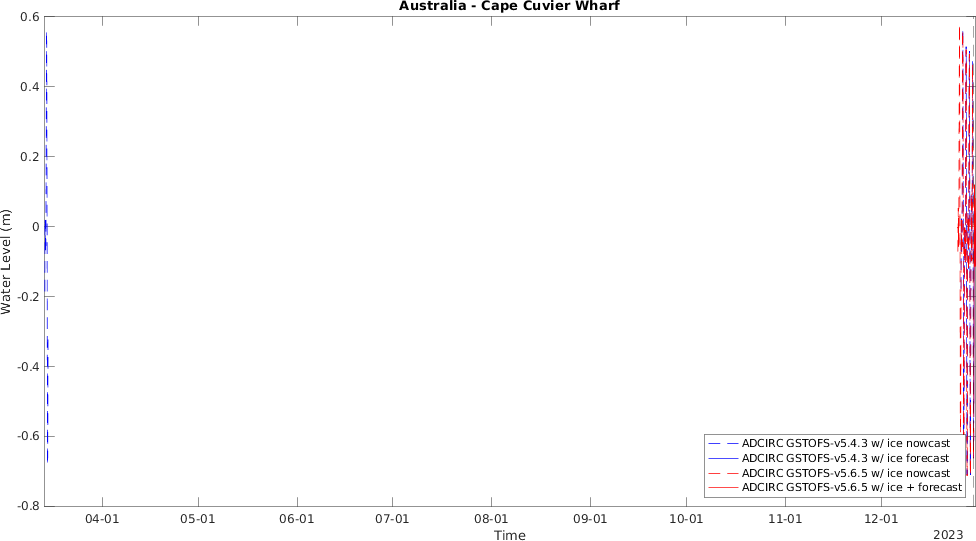 Australia - Cape Cuvier Wharf
Water Level (m)
0.6
0.4
0.2
0
-0.2
-0.4
-0.6
-0.8
ADCIRC GSTOFS-v5.4.3 w/ ice nowcast
ADCIRC GSTOFS-v5.4.3 w/ ice forecast
ADCIRC GSTOFS-v5.6.5 w/ ice nowcast
ADCIRC GSTOFS-v5.6.5 w/ ice + forecast
04-01 05-01 06-01 07-01 08-01 09-01 10-01 11-01 12-01
Time
2023